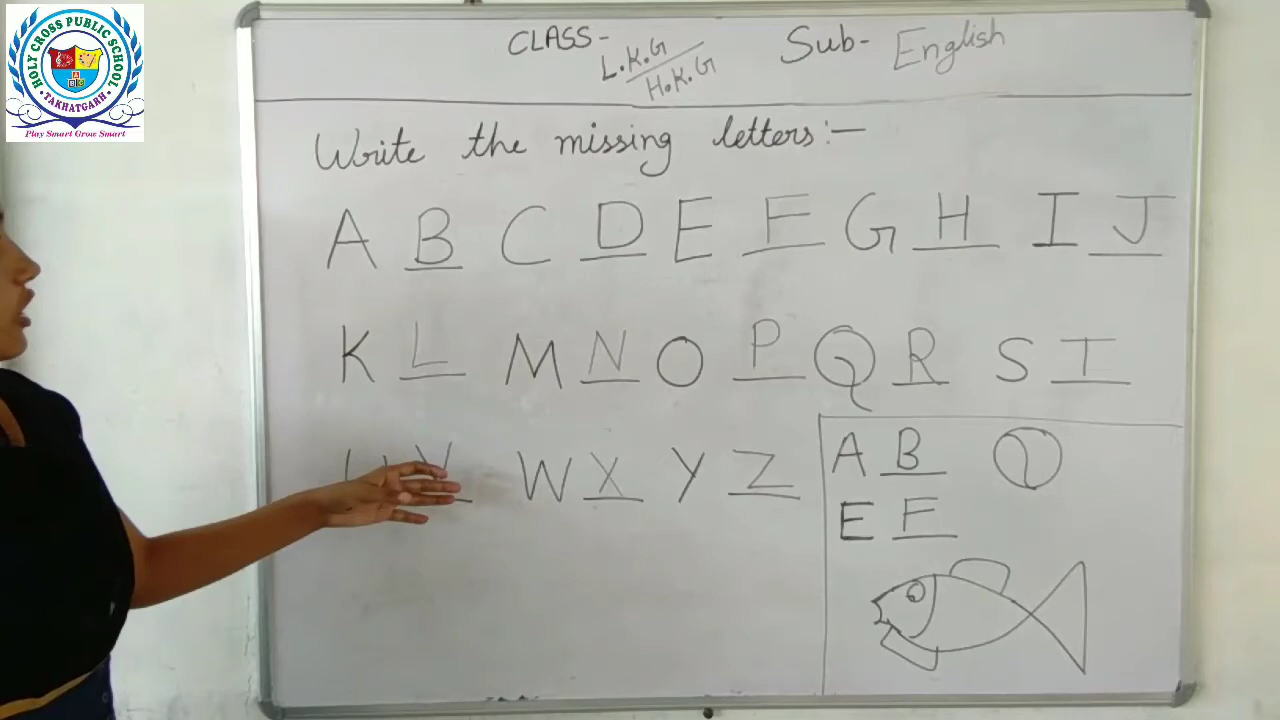 HOLY CROSS PUBLIC SCHOOL
TAKHATGARH
A
B C
Play Smart Grow Smart
CLASS- L.K.G/H.K.G Sub- English
Write the missing letters:-
A B C D E F G H I J
K L M N O P Q R S T
U V W X Y Z
A B
E F